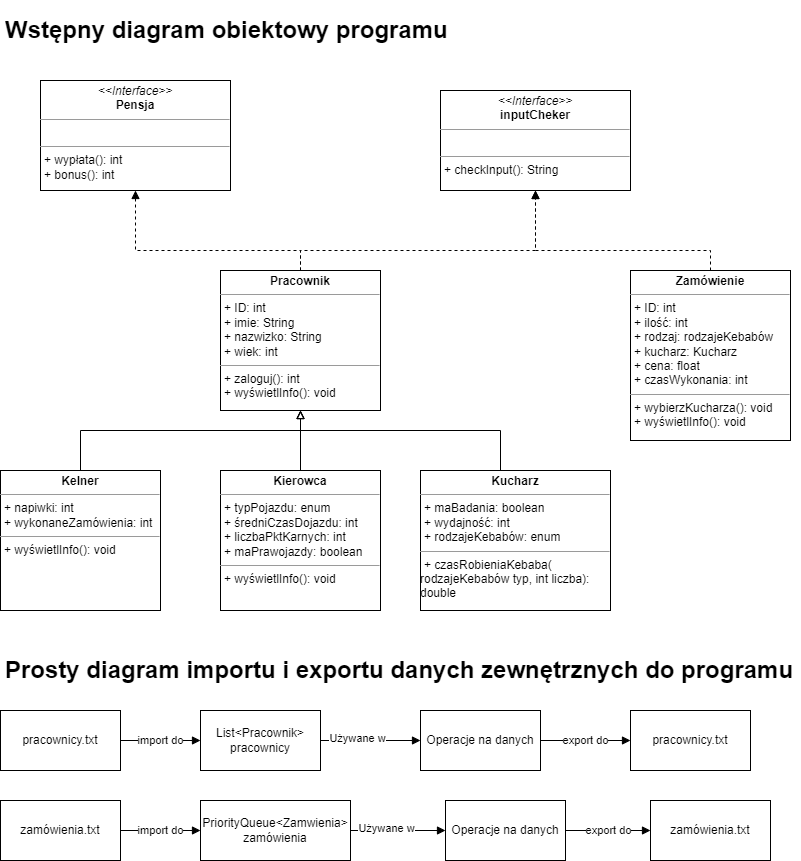 Wstępny diagram obiektowy programu
<<Interface>>
Pensja
+ wypłata(): int
+ bonus(): int
<<Interface>>
inputCheker
+ checkInput(): String
Pracownik
+ ID: int
+ imie: String
+ nazwizko: String
+ wiek: int
+ zaloguj(): int
+ wyświetlInfo(): void
Zamówienie
+ ID: int
+ ilość: int
+ rodzaj: rodzajeKebabów
+ kucharz: Kucharz
+ cena: float
+ czasWykonania: int
+ wybierzKucharza(): void
+ wyświetlInfo(): void
Kelner
+ napiwki: int
+ wykonaneZamówienia: int
+ wyświetlInfo(): void
Kierowca
+ typPojazdu: enum
+ średniCzasDojazdu: int
+ liczbaPktKarnych: int
+ maPrawojazdy: boolean
+ wyświetlInfo(): void
Kucharz
+ maBadania: boolean
+ wydajność: int
+ rodzajeKebabów: enum
+ czasRobieniaKebaba(
rodzajeKebabów typ, int liczba):
double
Prosty diagram importu i exportu danych zewnętrznych do programu
pracownicy.txt
import do
List<Pracownik>
pracownicy
Używane w
Operacje na danych
export do
pracownicy.txt
zamówienia.txt
import do
PriorityQueue<Zamwienia>
zamówienia
Używane w
Operacje na danych
export do
zamówienia.txt